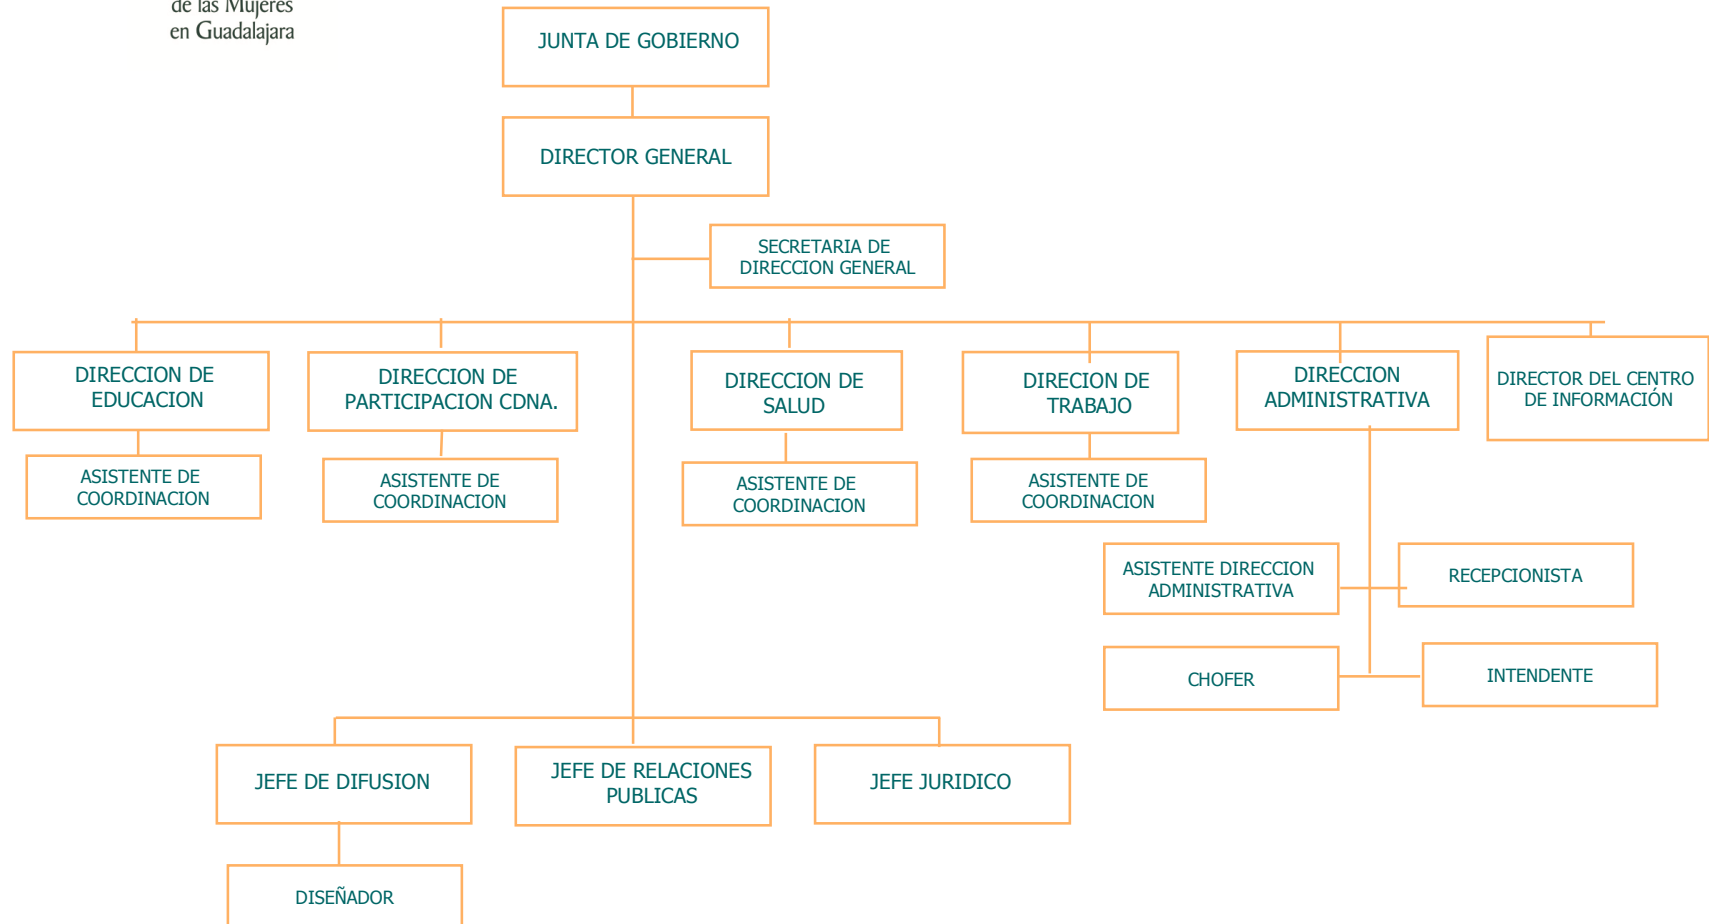 de las Mujeres
en Guadalajara
JUNTA DE GOBIERNO
DIRECTOR GENERAL
SECRETARIA DE
DIRECCION GENERAL
DIRECCION DE
EDUCACION
DIRECCION DE
PARTICIPACION CDNA.
DIRECCION DE
SALUD
DIRECION DE
TRABAJO
DIRECCION
ADMINISTRATIVA
DIRECTOR DEL CENTRO
DE INFORMACIÓN
ASISTENTE DE
COORDINACION
ASISTENTE DE
COORDINACION
ASISTENTE DE
COORDINACION
ASISTENTE DE
COORDINACION
ASISTENTE DIRECCION
ADMINISTRATIVA
RECEPCIONISTA
CHOFER
INTENDENTE
JEFE DE DIFUSION
JEFE DE RELACIONES
PUBLICAS
JEFE JURIDICO
DISEÑADOR